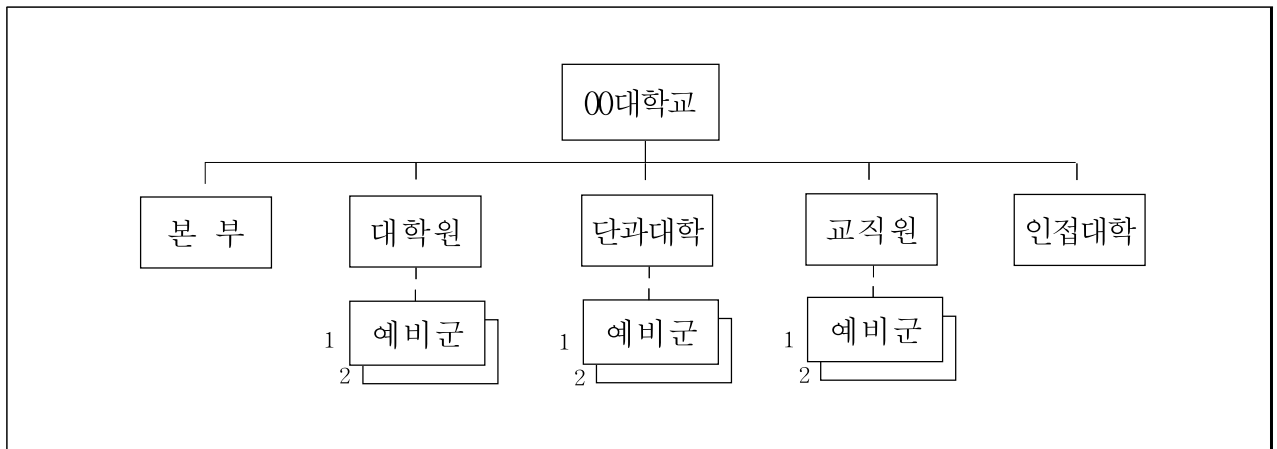 00대학교
본 부
대학원
단과대학
교직원
인접대학
1 예비군
2
1 예비군
2
1 예비군
2